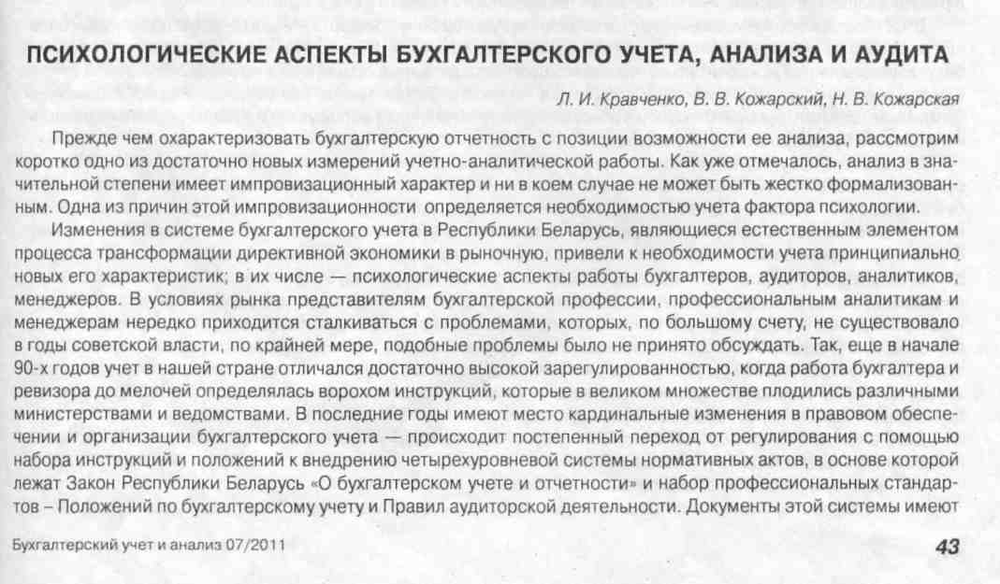 ПСИХОЛОГИЧЕСКИЕ АСПЕКТЫ БУХГАЛТЕРСКОГО УЧЕТА, АНАЛИЗА И АУДИТА
Л. И. Кравченко, В. В. Кожарский, Н. В. Кожарская
Прежде чем охарактеризовать бухгалтерскую отчетность с позиции возможности ее анализа, рассмотрим
коротко одно из достаточно новых измерений учетно-аналитической работы. Как уже отмечалось, анализ в зна-
чительной степени имеет импровизационный характер и ни в коем случае не может быть жестко формализован-
ным. Одна из причин этой импровизационности определяется необходимостью учета фактора психологии.
Изменения в системе бухгалтерского учета в Республики Беларусь, являющиеся естественным элементом
процесса трансформации директивной экономики в рыночную, привели к необходимости учета принципиально
новых его характеристик; в их числе — психологические аспекты работы бухгалтеров, аудиторов, аналитиков,
менеджеров. В условиях рынка представителям бухгалтерской профессии, профессиональным аналитикам и
менеджерам нередко приходится сталкиваться с проблемами, которых, по большому счету, не существовало
в годы советской власти, по крайней мере, подобные проблемы было не принято обсуждать. Так, еще в начале
90-х годов учет в нашей стране отличался достаточно высокой зарегулированностью, когда работа бухгалтера и
ревизора до мелочей определялась ворохом инструкций, которые в великом множестве плодились различными
министерствами и ведомствами. В последние годы имеют место кардинальные изменения в правовом обеспе-
чении и организации бухгалтерского учета — происходит постепенный переход от регулирования с помощью
набора инструкций и положений к внедрению четырехуровневой системы нормативных актов, в основе которой
лежат Закон Республики Беларусь «О бухгалтерском учете и отчетности» и набор профессиональных стандар-
тов – Положений по бухгалтерскому учету и Правил аудиторской деятельности. Документы этой системы имеют
Бухгалтерский учет и анализ 07/2011
43